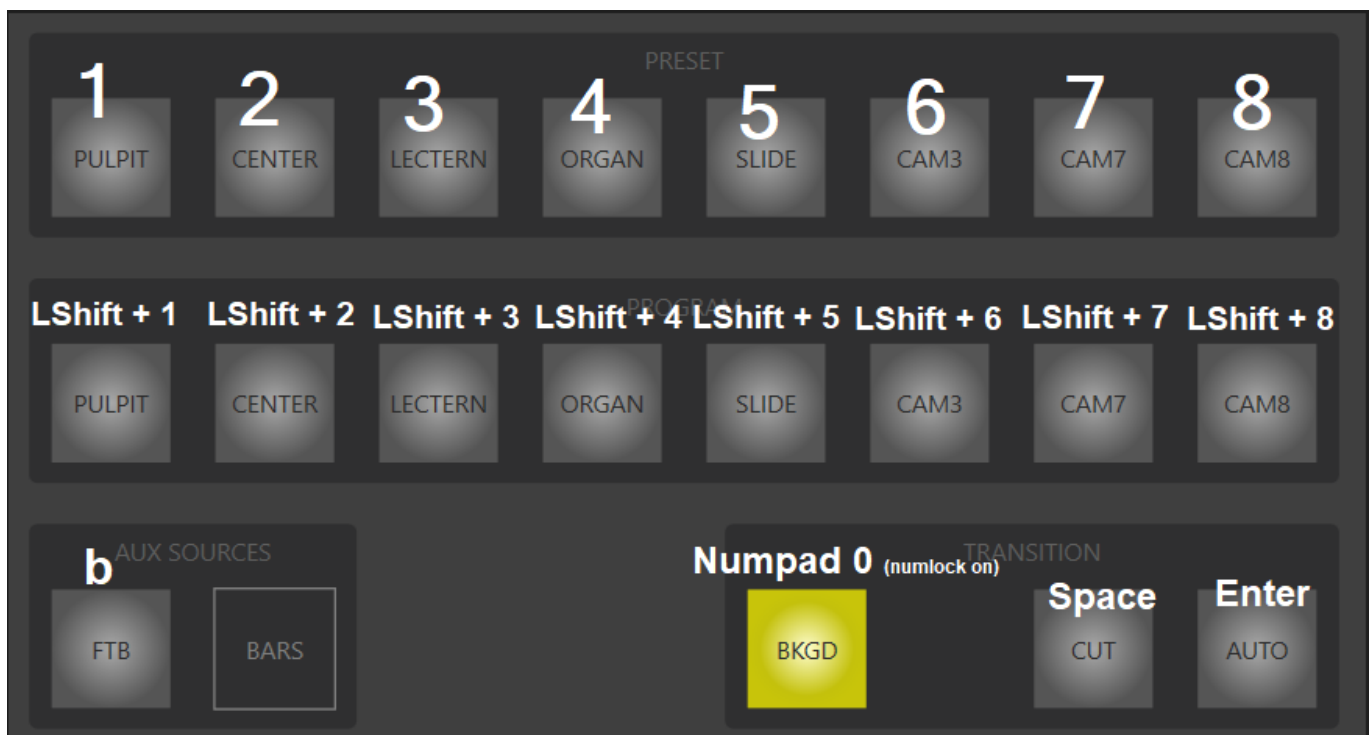 PRESET
1 2 3 4 5 6 7 8
PULPIT CENTER LECTERN ORGAN SLIDE CAM3 CAM7 CAM8
PROGRAM
LShift + 1 LShift + 2 LShift + 3 LShift + 4 LShift + 5 LShift + 6 LShift + 7 LShift + 8
PULPIT CENTER LECTERN ORGAN SLIDE CAM3 CAM7 CAM8
AUX SOURCES TRANSITION
b Numpad 0 (numlock on) Space Enter
FTB BARS BKGD CUT AUTO